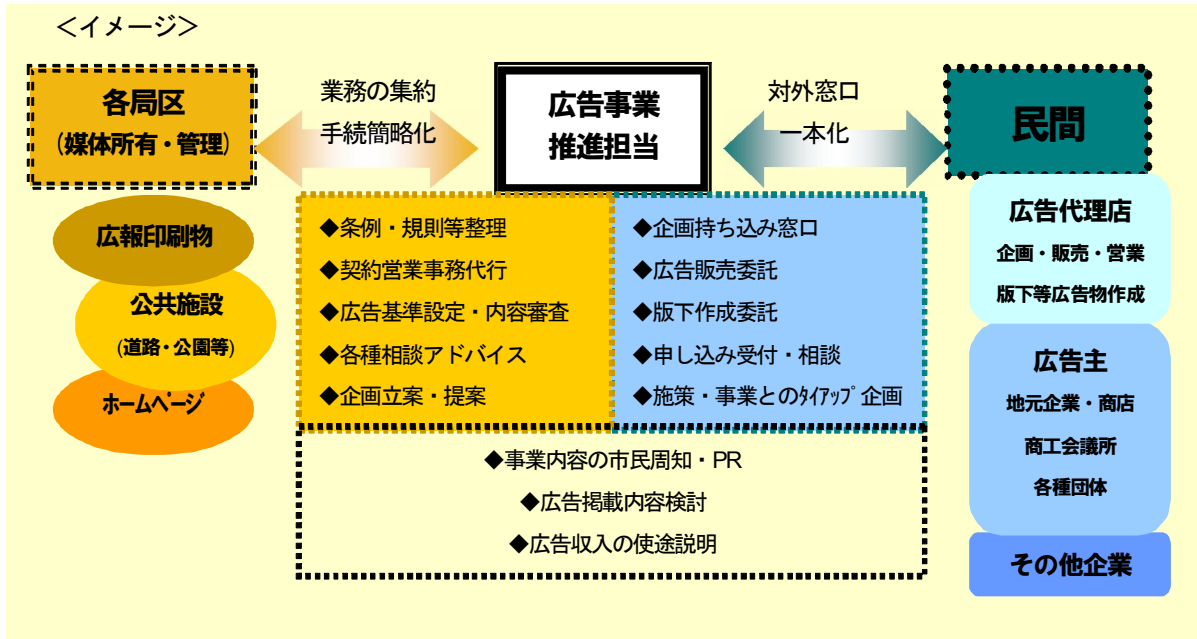 ＜イメージ＞
各局区
(媒体所有・管理)
業務の集約
手続簡略化
広告事業
推進担当
対外窓口
一本化
民間
広報印刷物
公共施設
(道路・公園等)
ホームページ
◆条例・規則等整理
◆契約営業事務代行
◆広告基準設定・内容審査
◆各種相談アドバイス
◆企画立案・提案
◆企画持ち込み窓口
◆広告販売委託
◆版下作成委託
◆申し込み受付・相談
◆施策・事業とのﾀｲｱｯﾌﾟ企画
◆事業内容の市民周知・PR
◆広告掲載内容検討
◆広告収入の使途説明
広告代理店
企画・販売・営業
版下等広告物作成
広告主
地元企業・商店
商工会議所
各種団体
その他企業